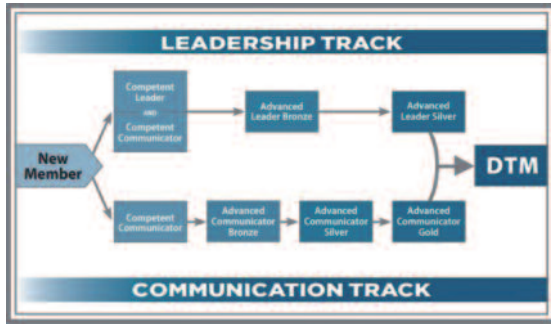 LEADERSHIP TRACK
Competent
Leader
AND
Competent
Communicator
Advanced
Leader Bronze
Advanced
Leader Silver
New
Member
DTM
Competent
Communicator
Advanced
Communicator
Bronze
Advanced
Communicator
Silver
Advanced
Communicator
Gold
COMMUNICATION TRACK